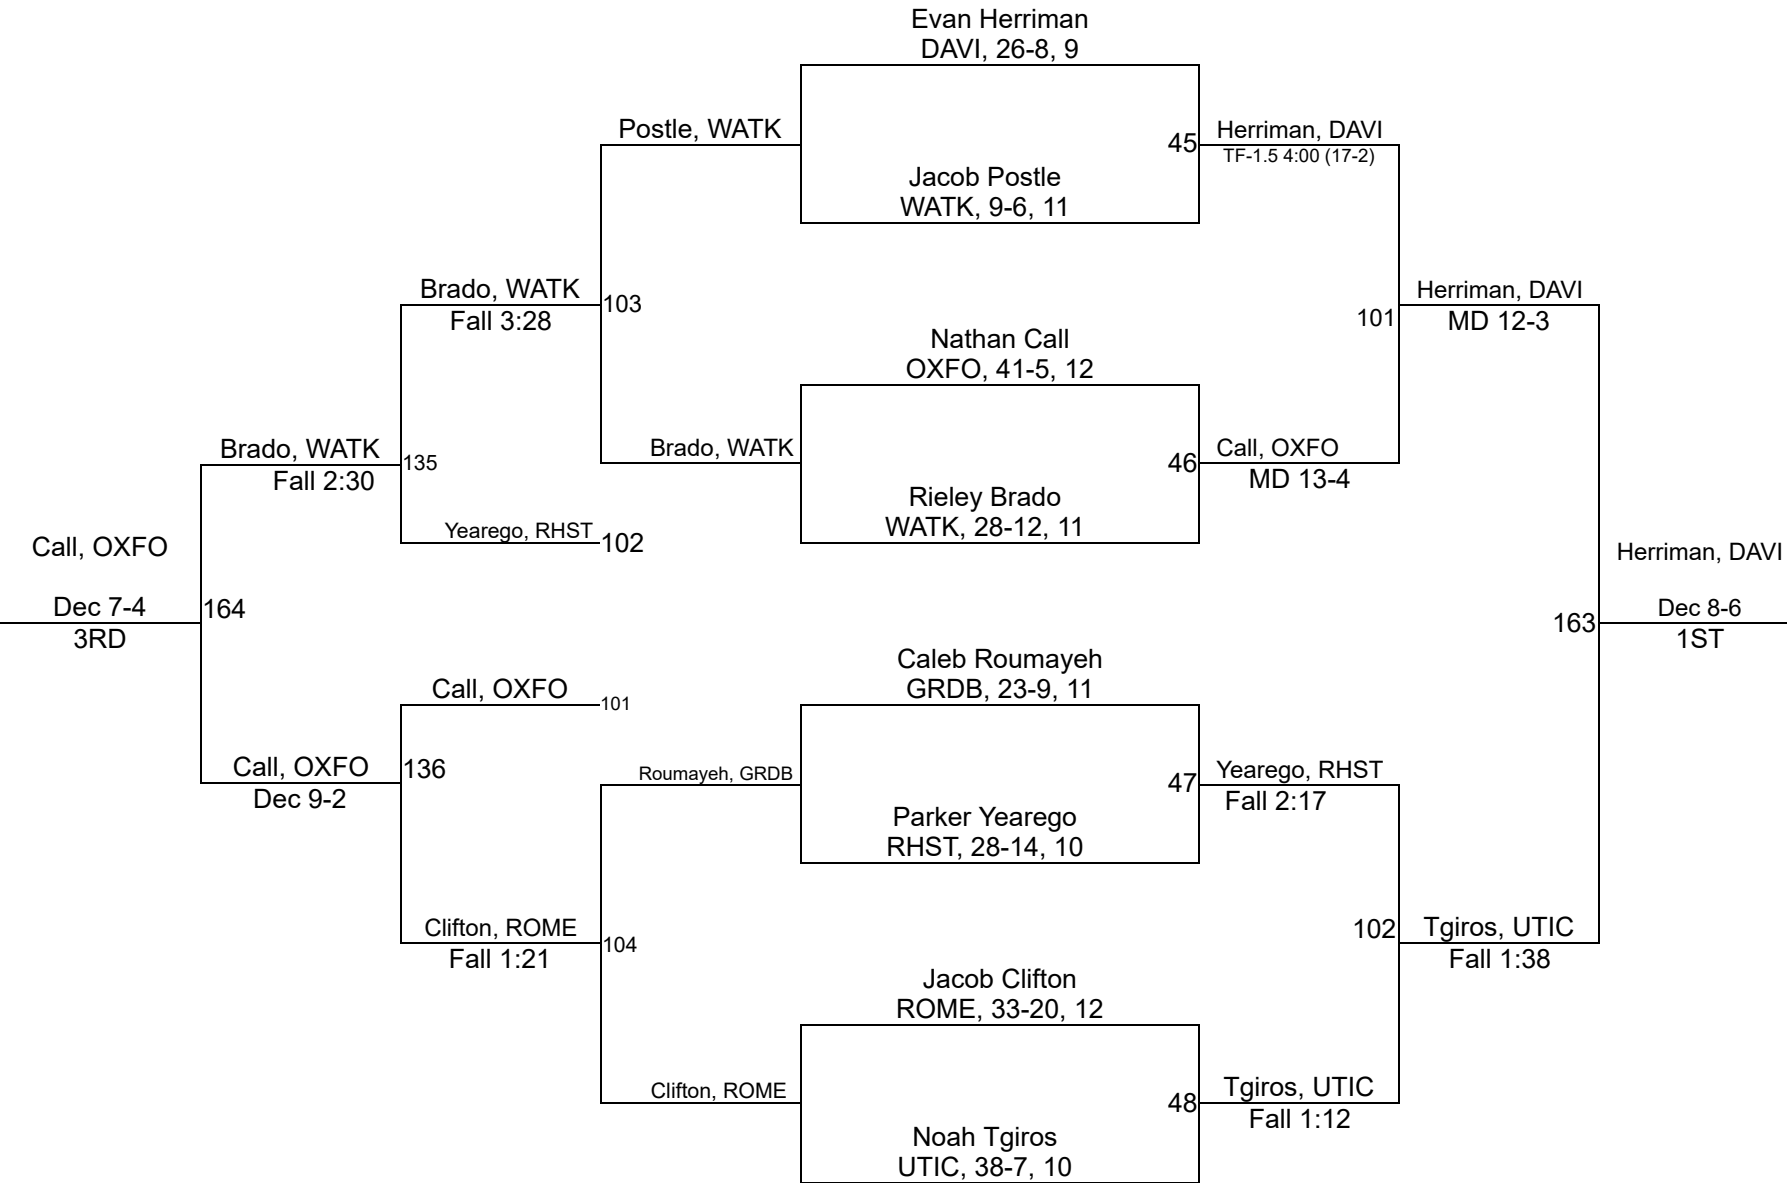 Evan Herriman
DAVI, 26-8, 9
Postle, WATK
45
Herriman, DAVI
TF-1.5 4:00 (17-2)
Jacob Postle
WATK, 9-6, 11
Brado, WATK
Fall 3:28
103
101
Herriman, DAVI
MD 12-3
Nathan Call
OXFO, 41-5, 12
Brado, WATK
Fall 2:30
135
Brado, WATK
46
Call, OXFO
MD 13-4
Rieley Brado
WATK, 28-12, 11
Yearego, RHST
102
Call, OXFO
Dec 7-4
3RD
164
163
Herriman, DAVI
Dec 8-6
1ST
Caleb Roumayeh
GRDB, 23-9, 11
Call, OXFO
101
Call, OXFO
Dec 9-2
136
Roumayeh, GRDB
47
Yearego, RHST
Fall 2:17
Parker Yearego
RHST, 28-14, 10
Clifton, ROME
Fall 1:21
104
102
Tgiros, UTIC
Fall 1:38
Jacob Clifton
ROME, 33-20, 12
Clifton, ROME
48
Tgiros, UTIC
Fall 1:12
Noah Tgiros
UTIC, 38-7, 10